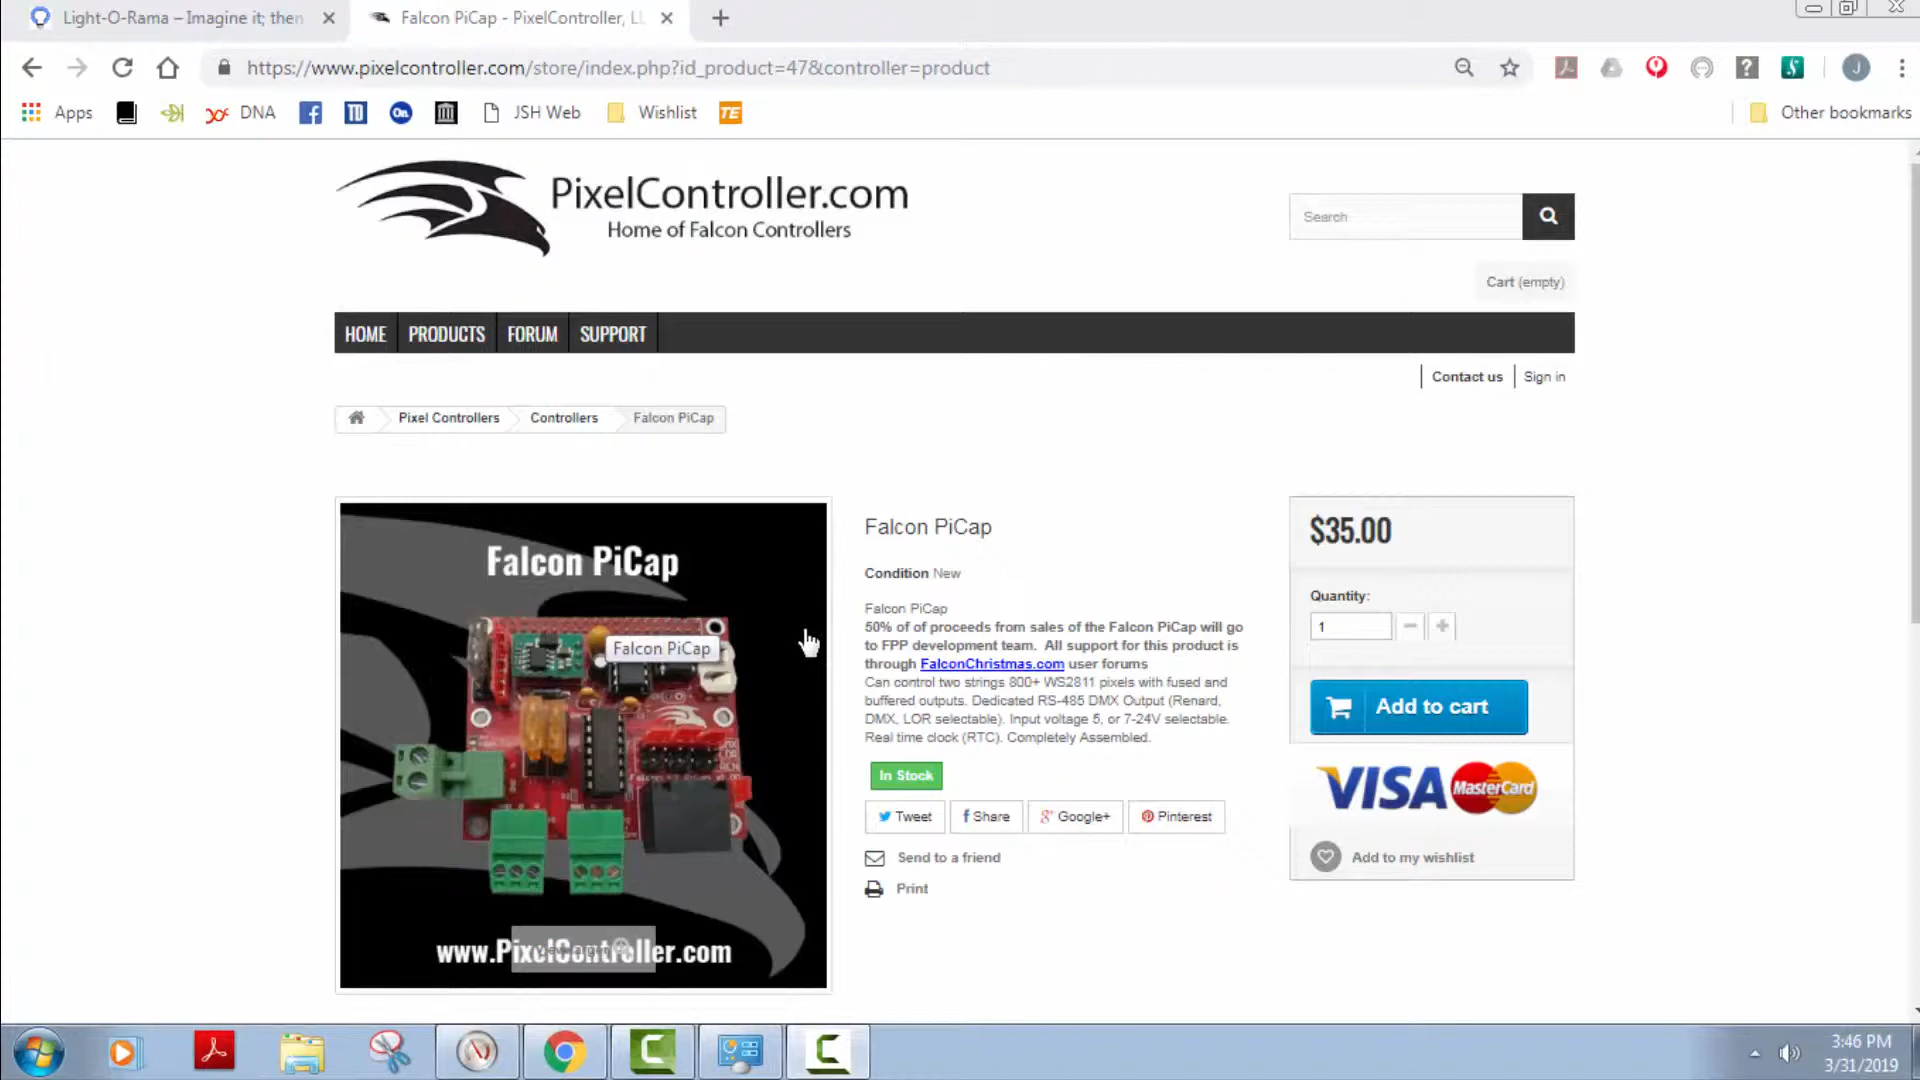 Light-O-Rama – Imagine it; then
Falcon PiCap - PixelController, LL
https://www.pixelcontroller.com/store/index.php?id_product=47&controller=product
J
Apps
DNA
TD
On
JSH Web
Wishlist
TE
Other bookmarks
PixelController.com
Home of Falcon Controllers
Search
Cart (empty)
HOME
PRODUCTS
FORUM
SUPPORT
Contact us
Sign in
Pixel Controllers
Controllers
Falcon PiCap
Falcon PiCap
Falcon PiCap
www.PixelController.com
Falcon PiCap
Condition New
Falcon PiCap
50% of of proceeds from sales of the Falcon PiCap will go
to FPP development team. All support for this product is
through FalconChristmas.com user forums
Can control two strings 800+ WS2811 pixels with fused and
buffered outputs. Dedicated RS-485 DMX Output (Renard,
DMX, LOR selectable). Input voltage 5, or 7-24V selectable.
Real time clock (RTC). Completely Assembled.
In Stock
Tweet
Share
Google+
Pinterest
Send to a friend
Print
$35.00
Quantity:
1
Add to cart
VISA MasterCard
Add to my wishlist
3:46 PM
3/31/2019